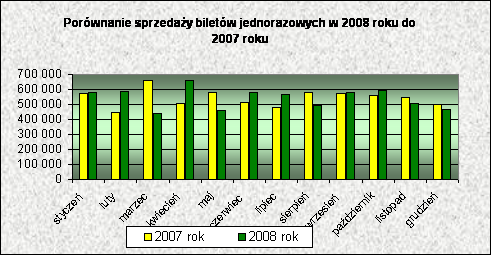 Porównanie sprzedaży biletów jednorazowych w 2008 roku do
2007 roku
700 000
600 000
500 000
400 000
300 000
200 000
100 000
0
styczeń
luty
marzec
kwiecień
maj
czerwiec
lipiec
sierpień
wrzesień
październik
listopad
grudzień
2007 rok
2008 rok